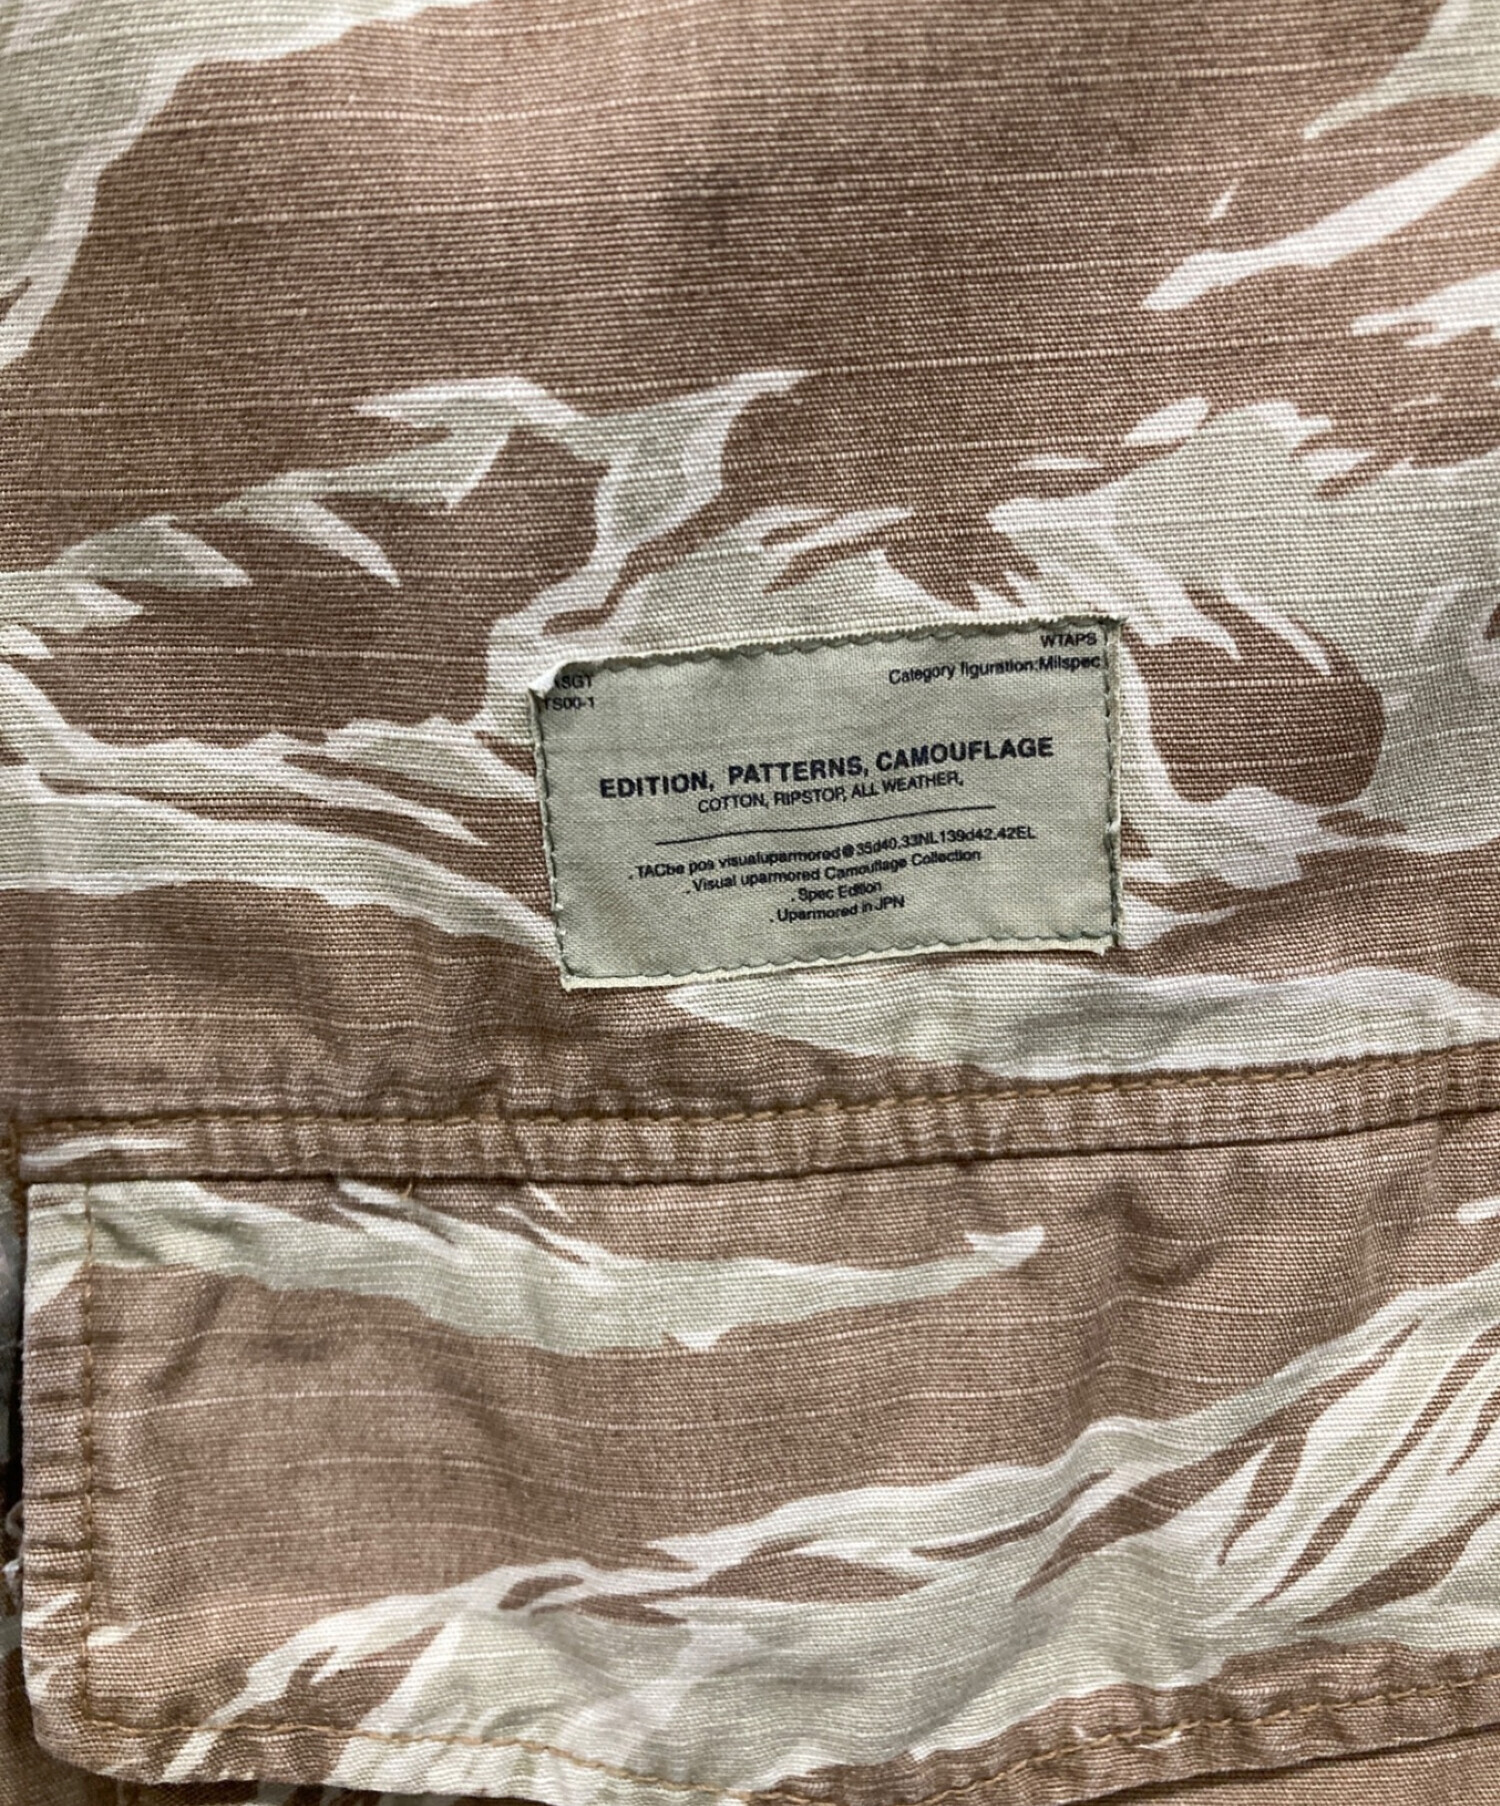 WTAPS
SGT
Category figuration:Milspec
TS00-1
EDITION, PATTERNS, CAMOUFLAGE
COTTON, RIPSTOP, ALL WEATHER,
.TACbe pos visualuparmored@35d40.33NL139d42.42EL
.Visual uparmored Camouflage Collection
.Spec Edition
.Uparmored in JPN